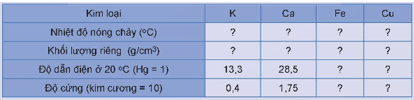 Kim loại K Ca Fe Cu
Nhiệt độ nóng chảy (°C) ? ? ? ?
Khối lượng riêng (g/cm³) ? ? ? ?
Độ dẫn điện ở 20 °C (Hg = 1) 13,3 28,5 ? ?
Độ cứng (kim cương = 10) 0,4 1,75 ? ?